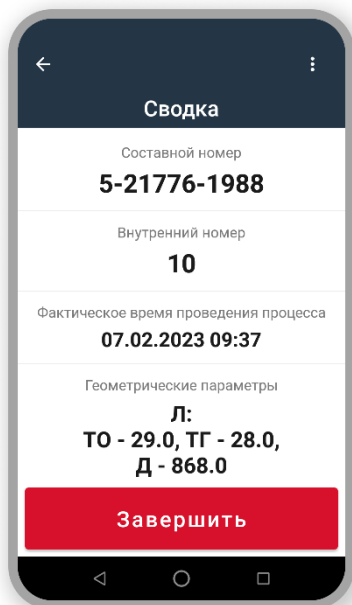 Сводка
Составной номер
5-21776-1988
Внутренний номер
10
Фактическое время проведения процесса
07.02.2023 09:37
Геометрические параметры
Л:
ТО - 29.0, ТГ - 28.0,
Д - 868.0
Завершить